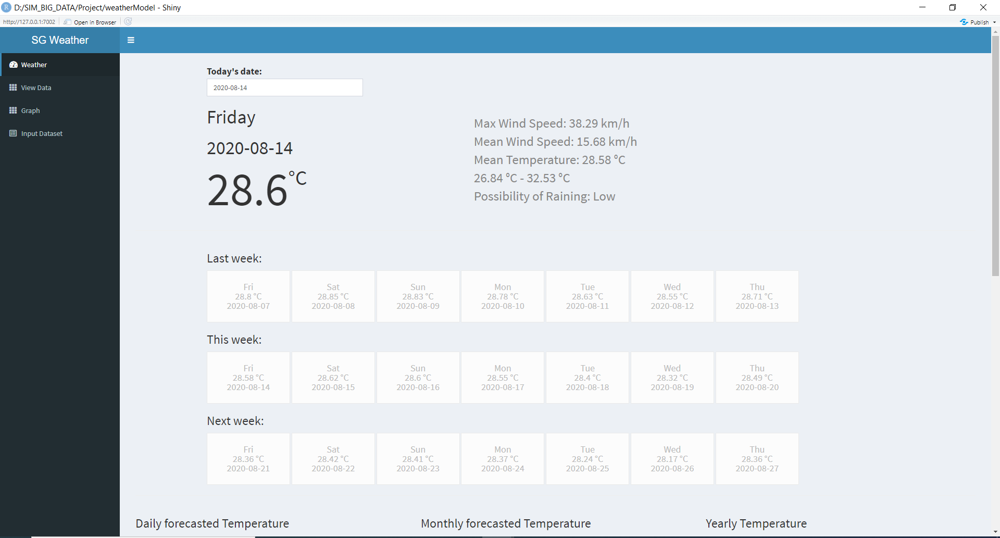 D:/SIM_BIG_DATA/Project/weatherModel - Shiny
http://127.0.0.1:7002 Open in Browser Publish
SG Weather
Weather
View Data
Graph
Input Dataset
Today's date:
2020-08-14
Friday
2020-08-14
28.6 °C
Max Wind Speed: 38.29 km/h
Mean Wind Speed: 15.68 km/h
Mean Temperature: 28.58 °C
26.84 °C - 32.53 °C
Possibility of Raining: Low
Last week:
Fri Sat Sun Mon Tue Wed Thu
28.8 °C 28.85 °C 28.83 °C 28.78 °C 28.63 °C 28.55 °C 28.71 °C
2020-08-07 2020-08-08 2020-08-09 2020-08-10 2020-08-11 2020-08-12 2020-08-13
This week:
Fri Sat Sun Mon Tue Wed Thu
28.58 °C 28.62 °C 28.6 °C 28.55 °C 28.4 °C 28.32 °C 28.49 °C
2020-08-14 2020-08-15 2020-08-16 2020-08-17 2020-08-18 2020-08-19 2020-08-20
Next week:
Fri Sat Sun Mon Tue Wed Thu
28.36 °C 28.42 °C 28.41 °C 28.37 °C 28.24 °C 28.17 °C 28.36 °C
2020-08-21 2020-08-22 2020-08-23 2020-08-24 2020-08-25 2020-08-26 2020-08-27
Daily forecasted Temperature Monthly forecasted Temperature Yearly Temperature